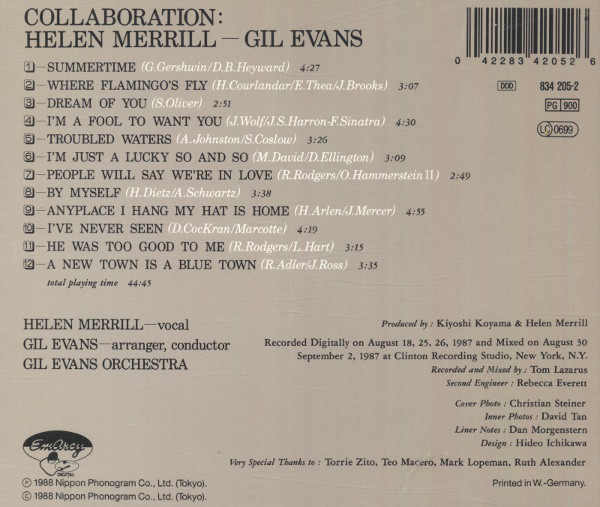 COLLABORATION:
HELEN MERRILL—GIL EVANS
0 42283 42052 6
DDD 834 205-2
PG 900
LC 0699
1—SUMMERTIME (G.Gershwin/D.B.Heyward) 4:27
2—WHERE FLAMINGO'S FLY (H.Courlandar/E.Thea/J.Brooks) 3:07
3—DREAM OF YOU (S.Oliver) 2:51
4—I'M A FOOL TO WANT YOU (J.Wolf/J.S.Harron-F.Sinatra) 4:30
5—TROUBLED WATERS (A.Johnston/S.Coslow) 3:26
6—I'M JUST A LUCKY SO AND SO (M.David/D.Ellington) 3:09
7—PEOPLE WILL SAY WE'RE IN LOVE (R.Rodgers/O.Hammerstein II) 2:49
8—BY MYSELF (H.Dietz/A.Schwartz) 3:38
9—ANYPLACE I HANG MY HAT IS HOME (H.Arlen/J.Mercer) 4:55
10—I'VE NEVER SEEN (D.CocKran/Marcotte) 4:19
11—HE WAS TOO GOOD TO ME (R.Rodgers/L.Hart) 3:15
12—A NEW TOWN IS A BLUE TOWN (R.Adler/J.Ross) 3:35
total playing time 44:45
HELEN MERRILL—vocal
GIL EVANS—arranger, conductor
GIL EVANS ORCHESTRA
Produced by : Kiyoshi Koyama & Helen Merrill
Recorded Digitally on August 18, 25, 26, 1987 and Mixed on August 30
September 2, 1987 at Clinton Recording Studio, New York, N.Y.
Recorded and Mixed by : Tom Lazarus
Second Engineer : Rebecca Everett
Cover Photo : Christian Steiner
Inner Photos : David Tan
Liner Notes : Dan Morgenstern
Design : Hideo Ichikawa
Very Special Thanks to : Torrie Zito, Teo Macero, Mark Lopeman, Ruth Alexander
EmArcy
DIGITAL
℗ 1988 Nippon Phonogram Co., Ltd. (Tokyo).
© 1988 Nippon Phonogram Co., Ltd. (Tokyo).
Printed in W.-Germany.